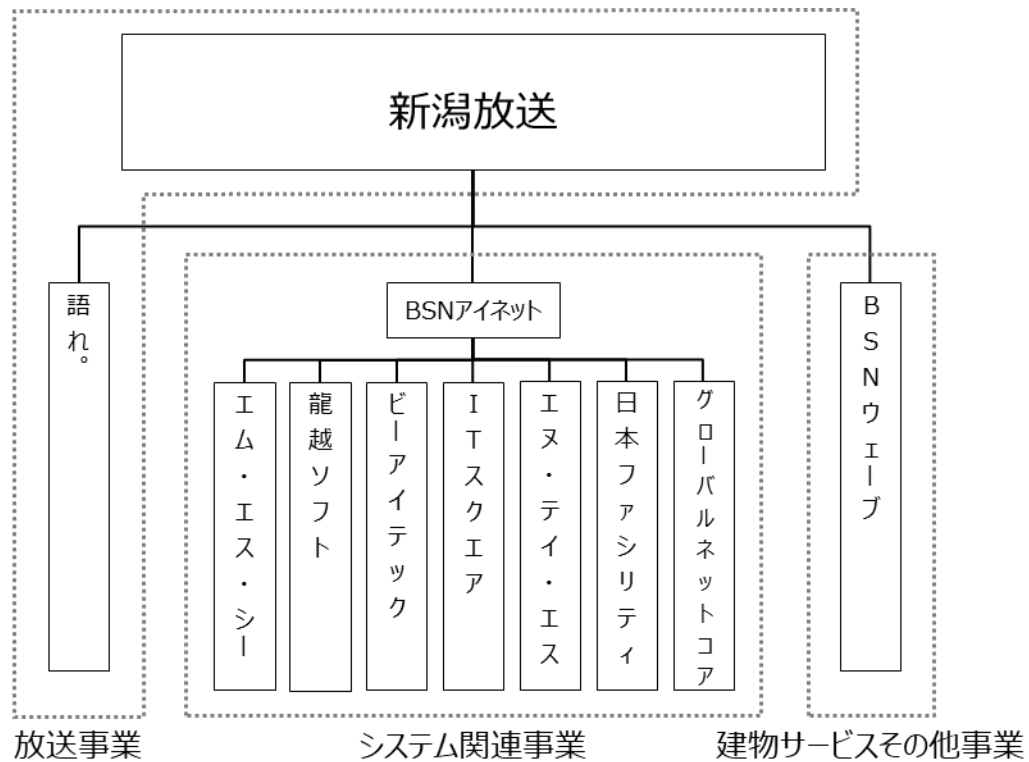 新潟放送
語れ。
BSNアイネット
エム・エス・シー
龍越ソフト
ビーアイテック
ITスクエア
エヌ・テイ・エス
日本ファシリティ
グローバルネットコア
BSNウェーブ
放送事業
システム関連事業
建物サービスその他事業